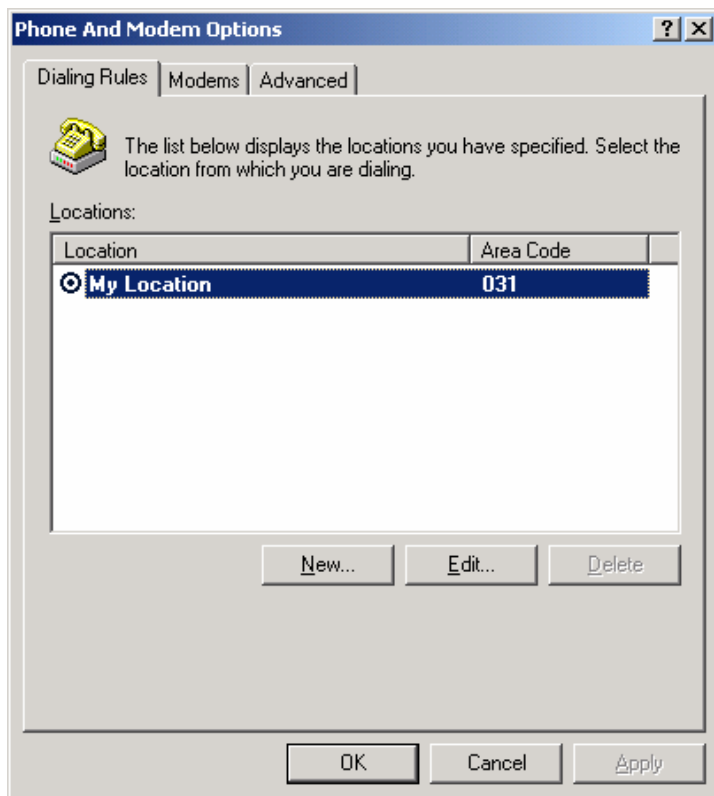 Phone And Modem Options
Dialing Rules Modems Advanced
The list below displays the locations you have specified. Select the
location from which you are dialing.
Locations:
Location Area Code
My Location 031
New... Edit... Delete
OK Cancel Apply